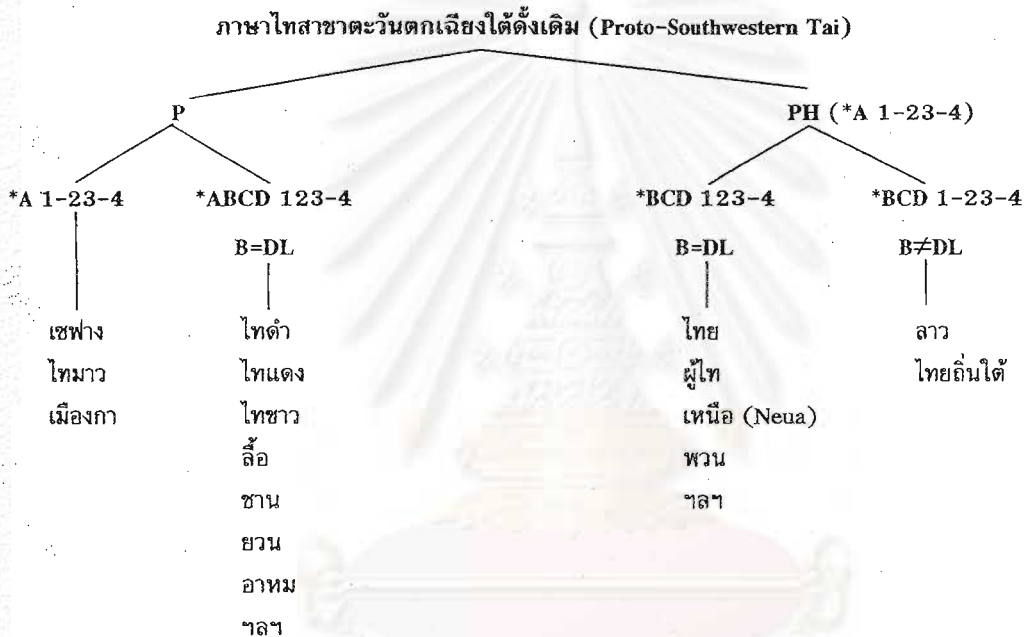 ภาษาไทสาขาตะวันตกเฉียงใต้ดั้งเดิม (Proto-Southwestern Tai)
P PH (*A 1-23-4)
*A 1-23-4 *ABCD 123-4 *BCD 123-4 *BCD 1-23-4
B=DL B=DL B≠DL
เซฟาง ไทดำ ไทย ลาว
ไทมาว ไทแดง ผู้ไท ไทยถิ่นใต้
เมืองกา ไทขาว เหนือ (Neua)
ลื้อ พวน
ชาน ฯลฯ
ยวน
อาหม
ฯลฯ